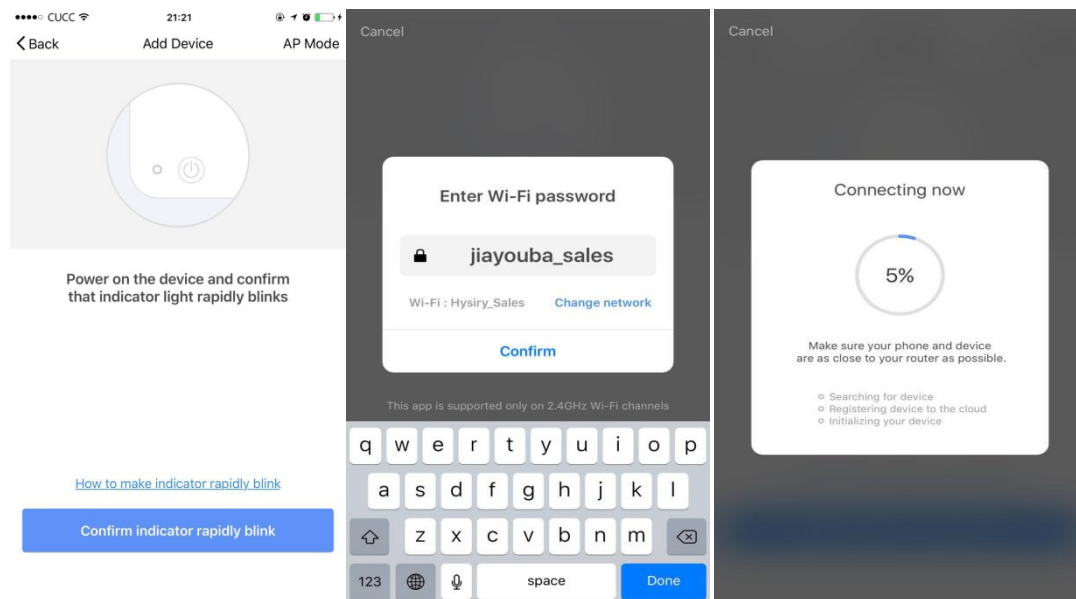 CUCC
21:21
Back
Add Device
AP Mode
Power on the device and confirm
that indicator light rapidly blinks
How to make indicator rapidly blink
Confirm indicator rapidly blink
Cancel
Enter Wi-Fi password
jiayouba_sales
Wi-Fi : Hysiry_Sales
Change network
Confirm
This app is supported only on 2.4GHz Wi-Fi channels
q w e r t y u i o p
a s d f g h j k l
z x c v b n m
123
space
Done
Cancel
Connecting now
5%
Make sure your phone and device
are as close to your router as possible.
Searching for device
Registering device to the cloud
Initializing your device